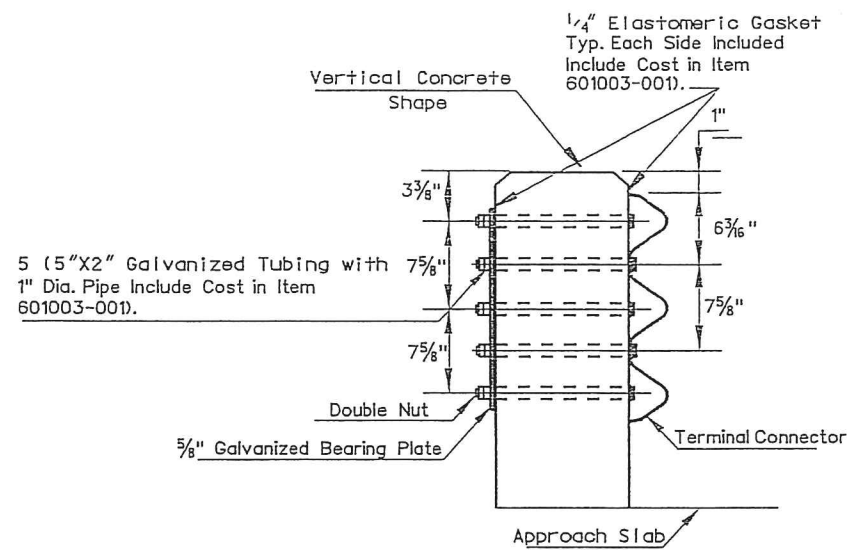 1/4" Elastomeric Gasket
Typ. Each Side Included
Include Cost in Item
601003-001).
Vertical Concrete
Shape
1"
3 3/8"
6 3/16"
5 (5"X2" Galvanized Tubing with
1" Dia. Pipe Include Cost in Item
601003-001).
7 5/8"
7 5/8"
7 5/8"
Double Nut
5/8" Galvanized Bearing Plate
Terminal Connector
Approach Slab